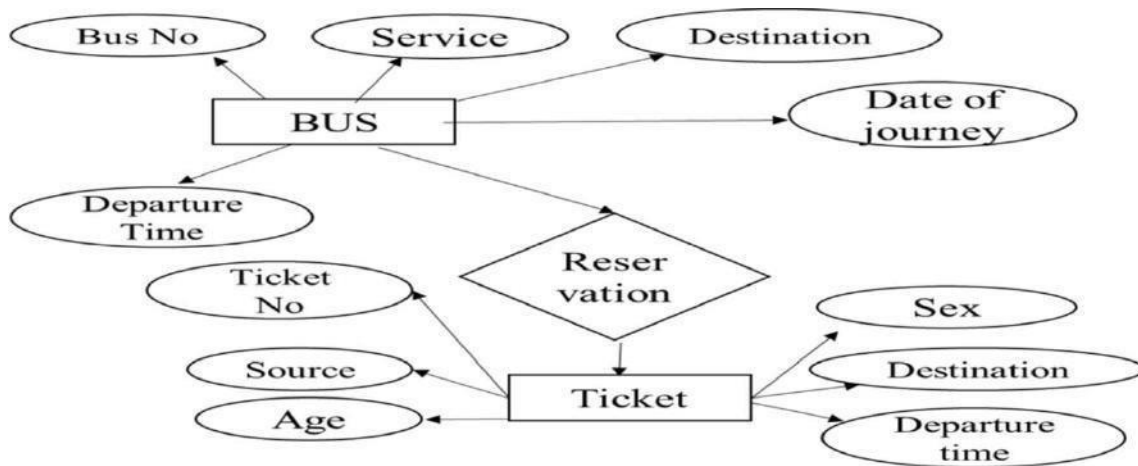 Bus No
Service
Destination
BUS
Date of
journey
Departure
Time
Reser
vation
Ticket
No
Source
Age
Ticket
Sex
Destination
Departure
time